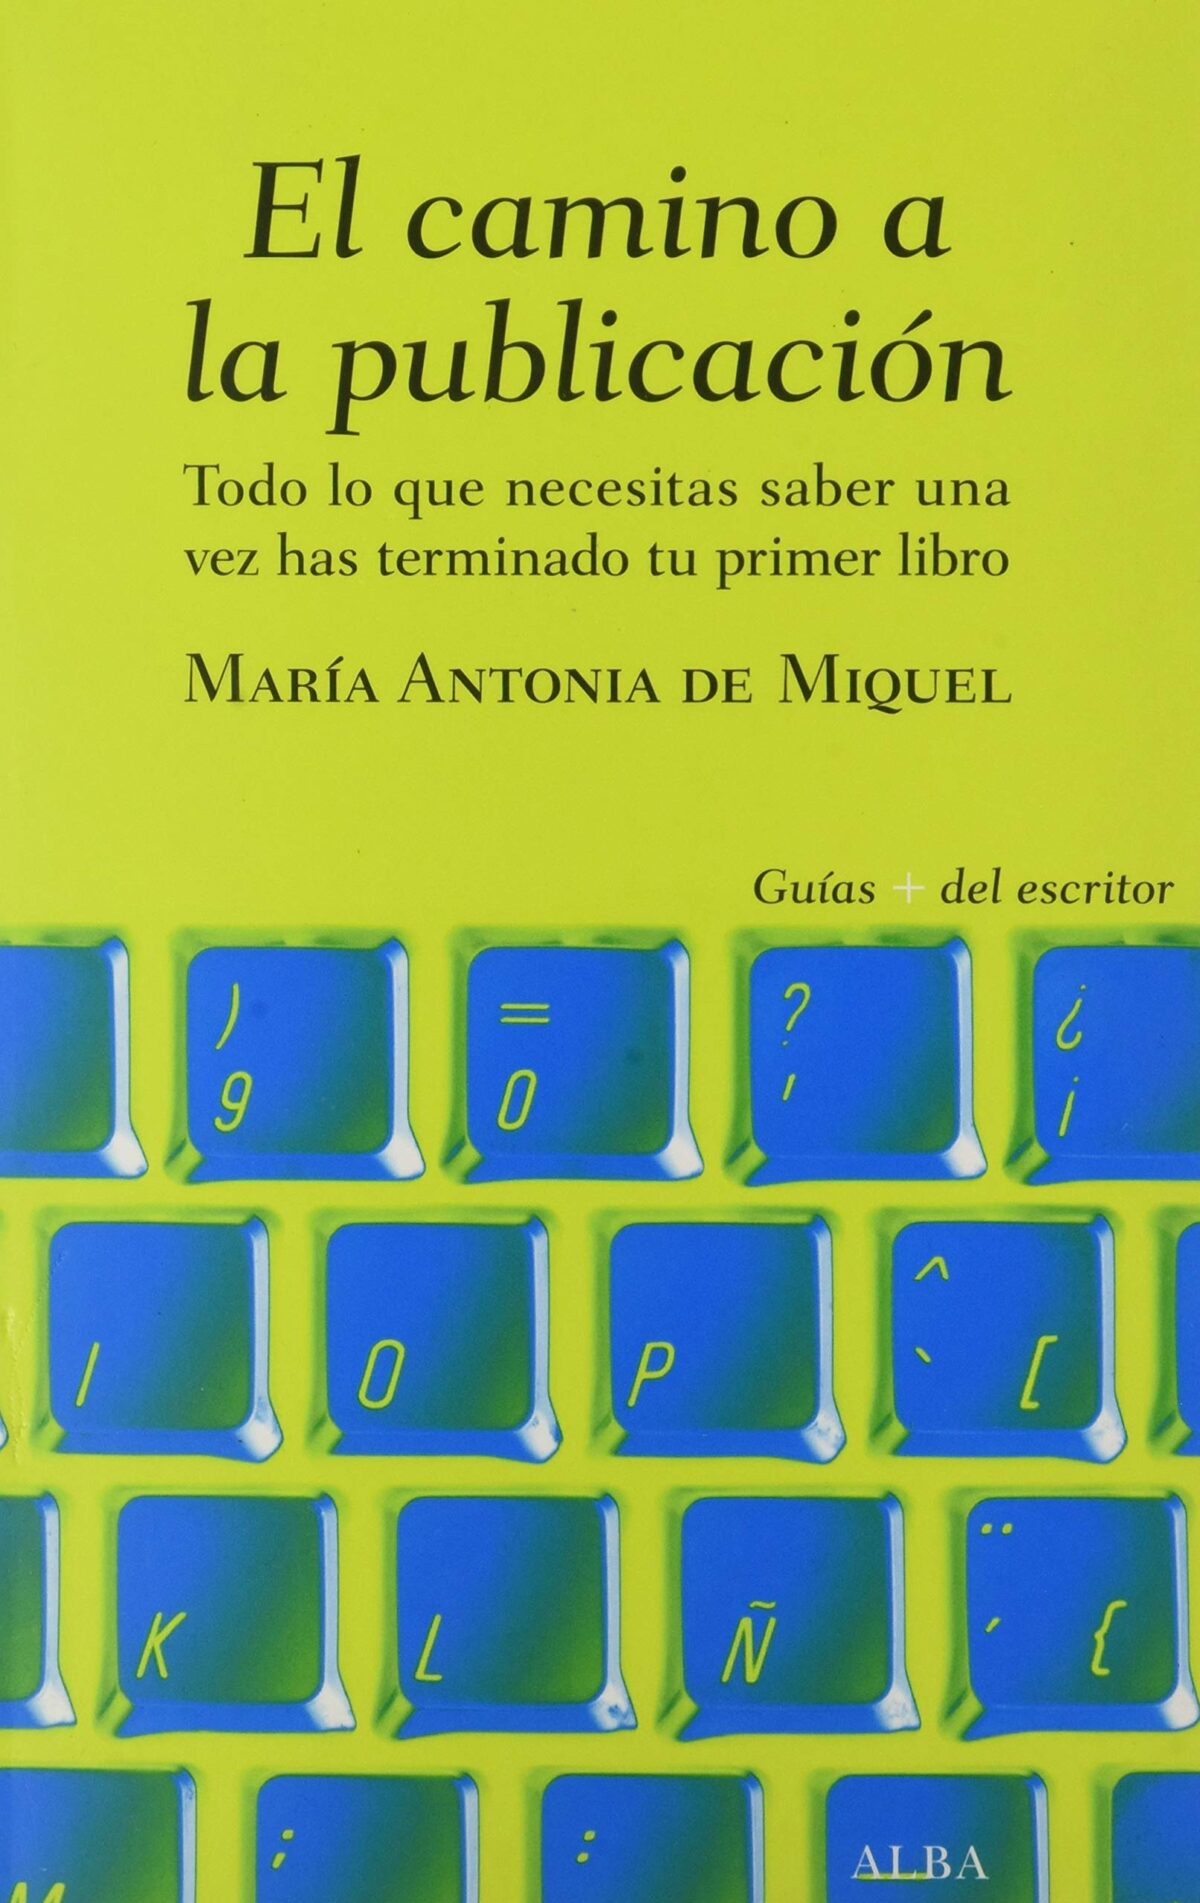 El camino a
la publicación
Todo lo que necesitas saber una
vez has terminado tu primer libro
María Antonia de Miquel
Guías + del escritor
) = ? ¿
9 0 ' ¡
^
I O P ` [
¨
K L Ñ ´ {
; :
M
ALBA